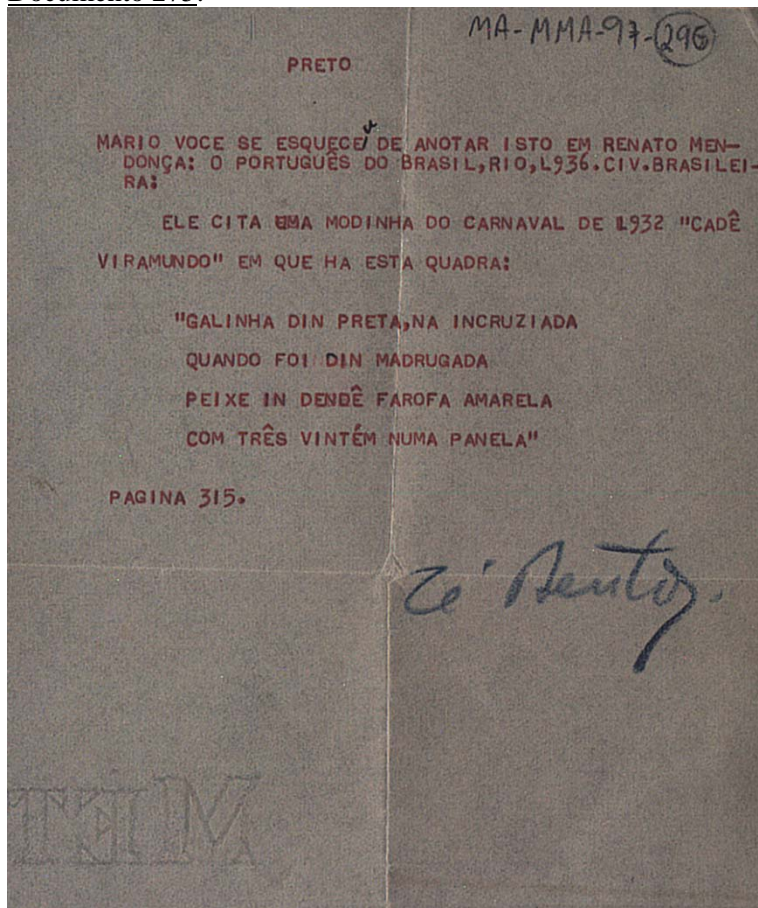 MA-MMA-97-296
PRETO
MARIO VOCE SE ESQUECEU DE ANOTAR ISTO EM RENATO MEN-
DONÇA: O PORTUGUÊS DO BRASIL,RIO,L936.CIV.BRASILEI-
RA:
ELE CITA UMA MODINHA DO CARNAVAL DE L932 "CADÊ
VIRAMUNDO" EM QUE HA ESTA QUADRA:
"GALINHA DIN PRETA,NA INCRUZIADA
QUANDO FOI DIN MADRUGADA
PEIXE IN DENDÊ FAROFA AMARELA
COM TRÊS VINTÉM NUMA PANELA"
PAGINA 315.
Zé Bento.